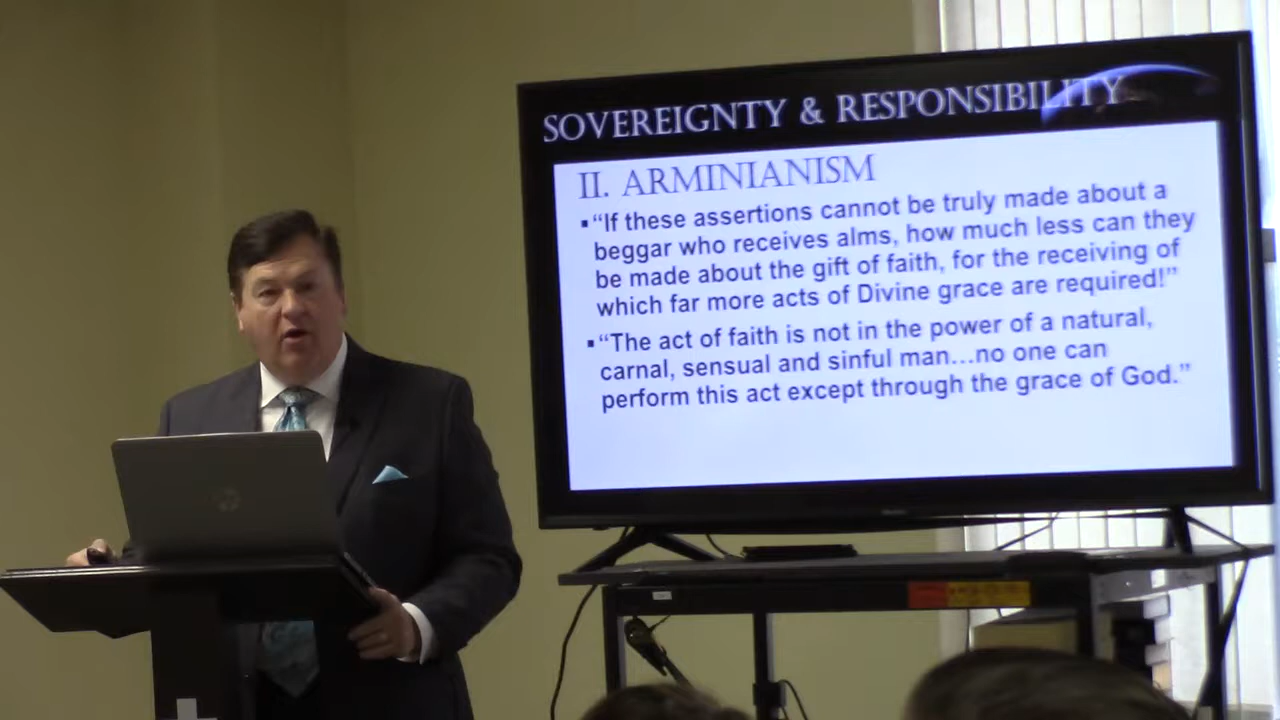 SOVEREIGNTY & RESPONSIBILITY
II. ARMINIANISM
▪“If these assertions cannot be truly made about a
beggar who receives alms, how much less can they
be made about the gift of faith, for the receiving of
which far more acts of Divine grace are required!”
▪“The act of faith is not in the power of a natural,
carnal, sensual and sinful man…no one can
perform this act except through the grace of God.”